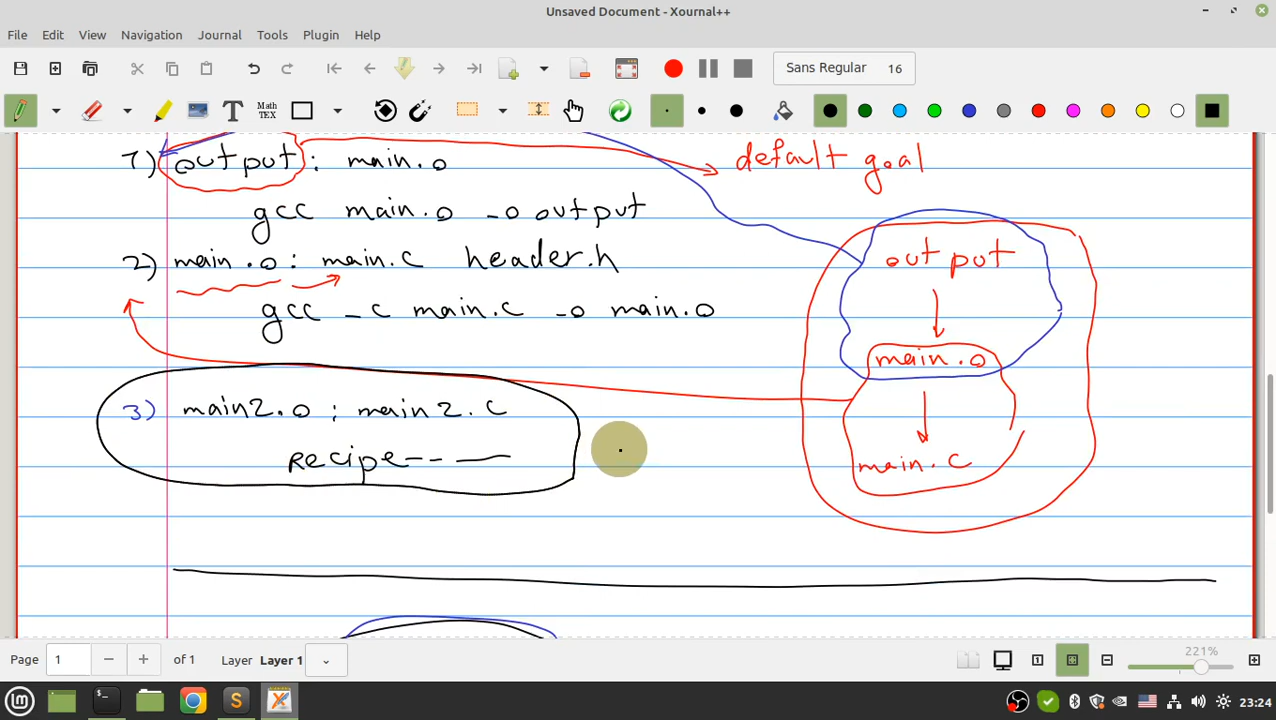 Unsaved Document - Xournal++
File Edit View Navigation Journal Tools Plugin Help
Sans Regular 16
Math TEX
1) output: main.o
default goal
gcc main.o -o output
2) main.o: main.c header.h
output
gcc -c main.c -o main.o
main.o
3) main2.o : main2.c
Recipe-- —
main.c
Page 1 of 1 Layer Layer 1
221%
23:24